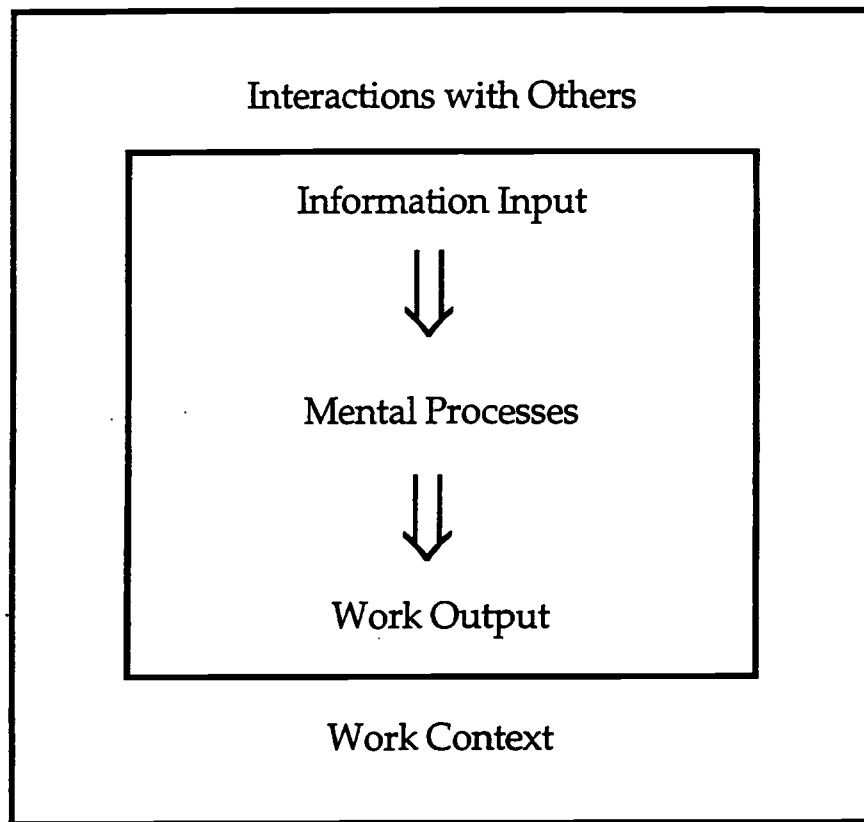 Interactions with Others
Information Input
Mental Processes
Work Output
Work Context